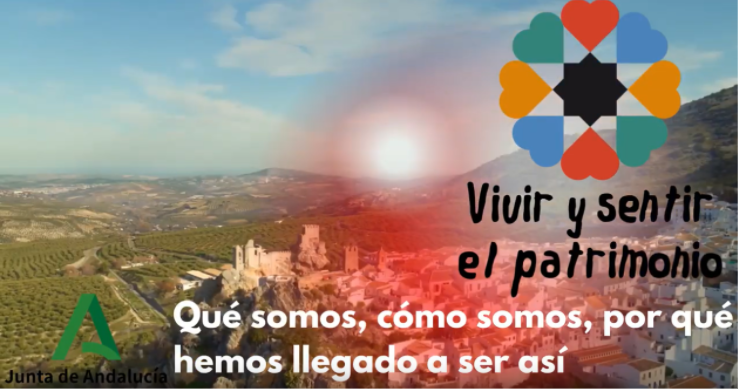 Vivir y sentir
el patrimonio
Qué somos, cómo somos, por qué
hemos llegado a ser así
Junta de Andalucía